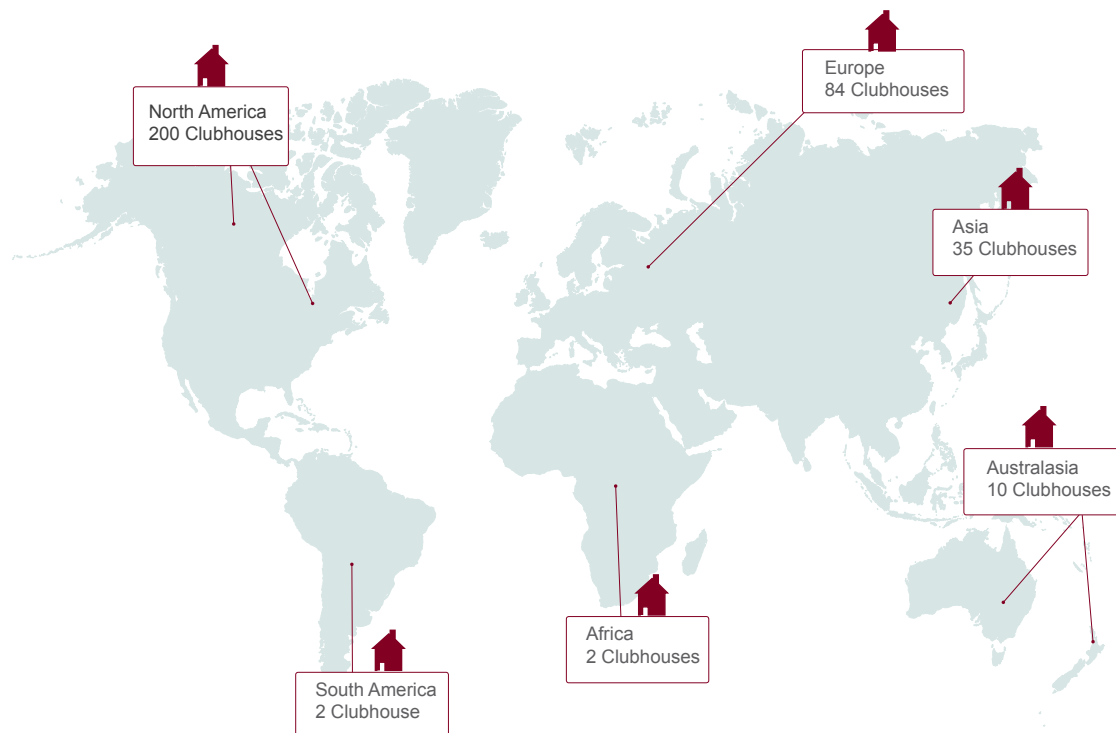 Europe
84 Clubhouses
North America
200 Clubhouses
Asia
35 Clubhouses
Australasia
10 Clubhouses
Africa
2 Clubhouses
South America
2 Clubhouse